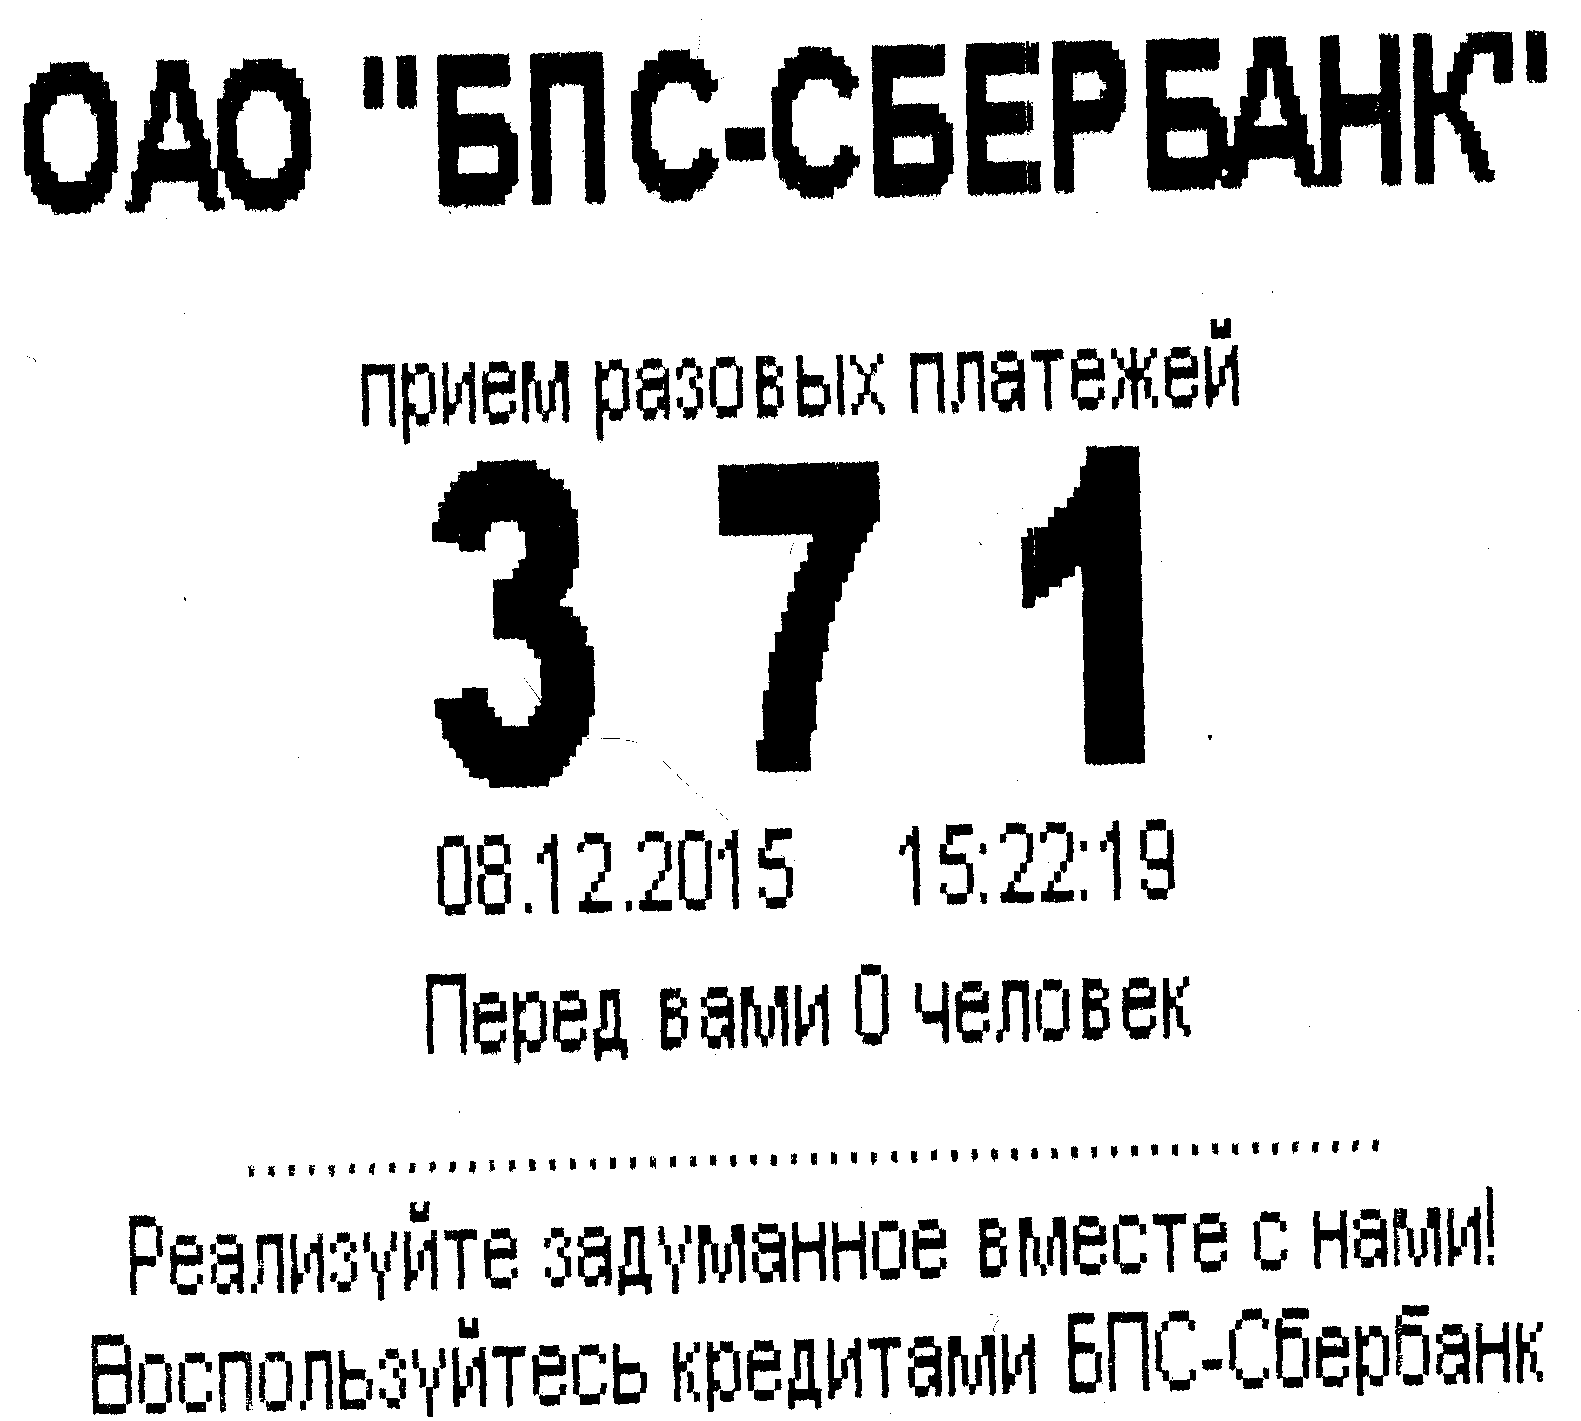 ОАО "БПС-СБЕРБАНК"
прием разовых платежей
371
08.12.2015 15:22:19
Перед вами 0 человек
Реализуйте задуманное вместе с нами!
Воспользуйтесь кредитами БПС-Сбербанк